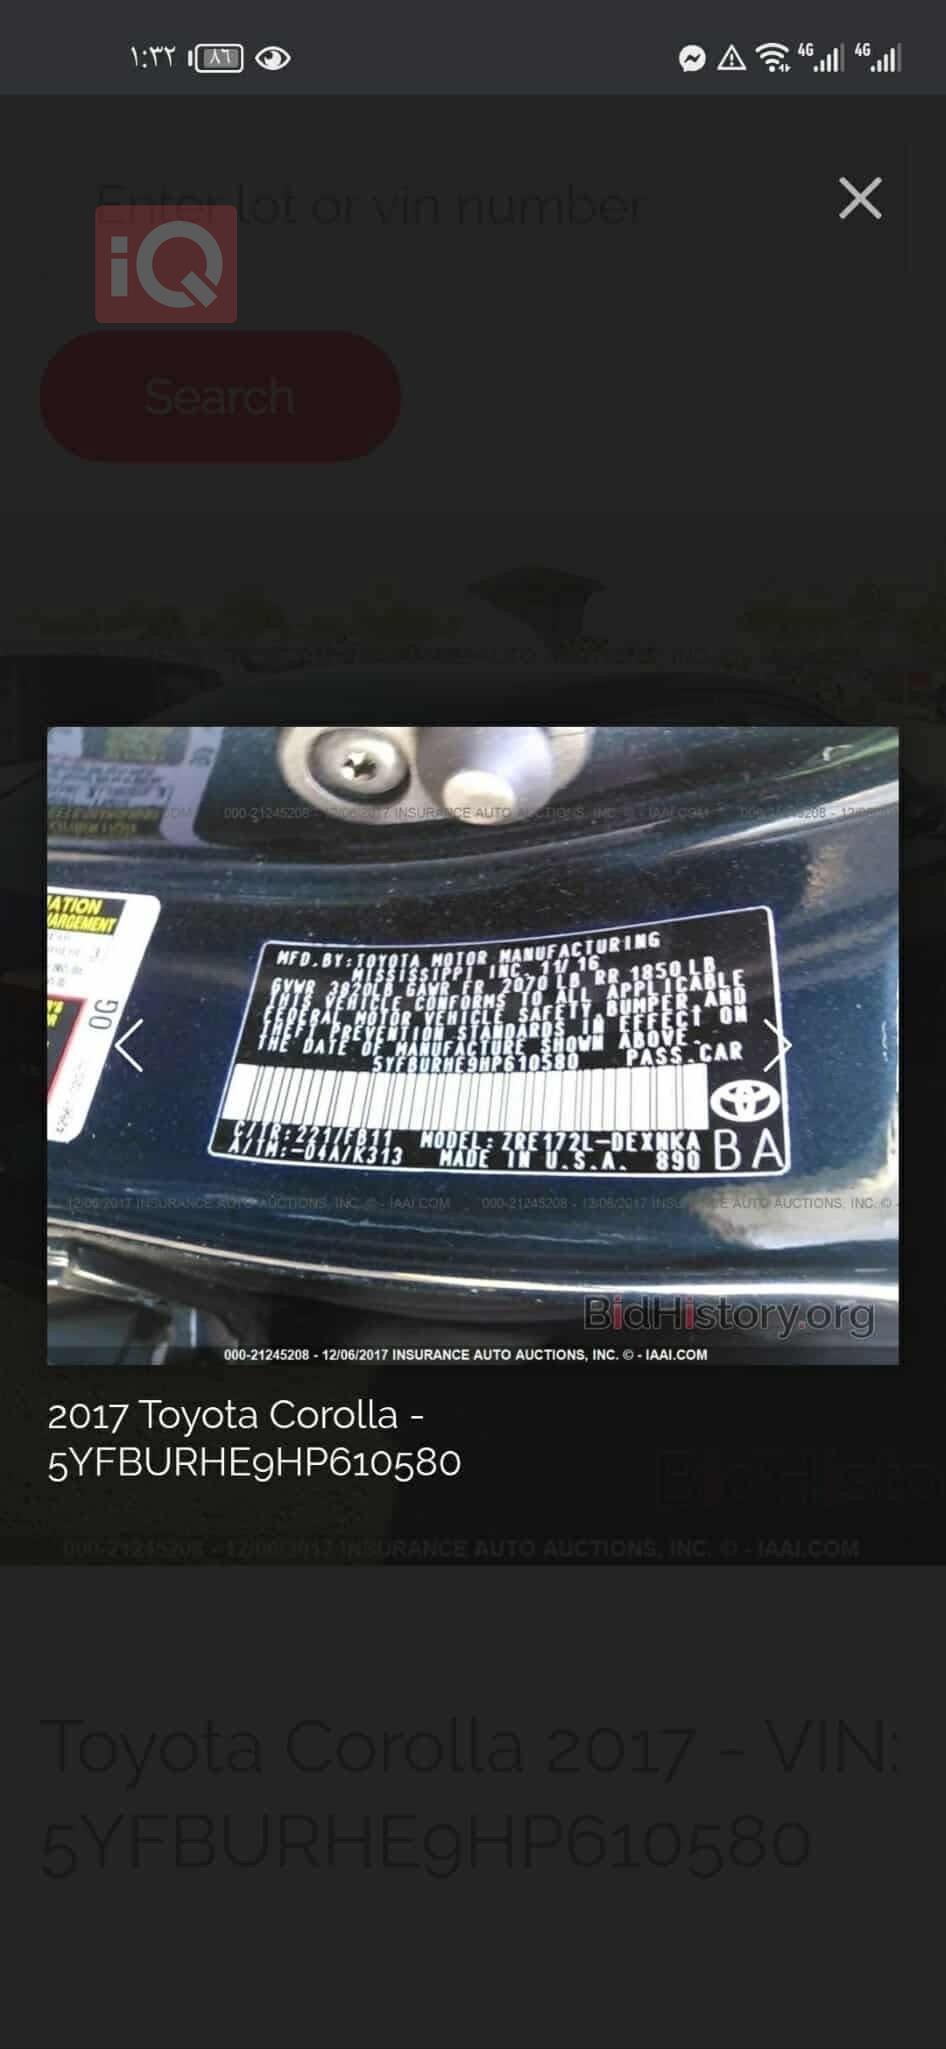 ١:٣٢ ٨٦ 4G 4G
Enter lot or vin number
iQ
Search
000-21245208 - 12/06/2017 INSURANCE AUTO AUCTIONS, INC. © - IAAI.COM
ATION
ARGEMENT
OG
MFD.BY:TOYOTA MOTOR MANUFACTURING
MISSISSIPPI INC. 11/16
GVWR 3820LB GAWR FR 2070 LB RR 1850 LB
THIS VEHICLE CONFORMS TO ALL APPLICABLE
FEDERAL MOTOR VEHICLE SAFETY, BUMPER, AND
THEFT PREVENTION STANDARDS IN EFFECT ON
THE DATE OF MANUFACTURE SHOWN ABOVE.
5YFBURHE9HP610580 PASS.CAR
C/TR:221/FB11 MODEL: ZRE172L-DEXNKA
A/TM:-04A/K313 MADE IN U.S.A. 890 BA
12/06/2017 INSURANCE AUTO AUCTIONS, INC. © - IAAI.COM 000-21245208 - 12/06/2017 INSURANCE AUTO AUCTIONS, INC. ©
BidHistory.org
000-21245208 - 12/06/2017 INSURANCE AUTO AUCTIONS, INC. © - IAAI.COM
2017 Toyota Corolla -
5YFBURHE9HP610580
BidHisto
000-21245208 - 12/06/2017 INSURANCE AUTO AUCTIONS, INC. © - IAAI.COM
Toyota Corolla 2017 - VIN:
5YFBURHE9HP610580